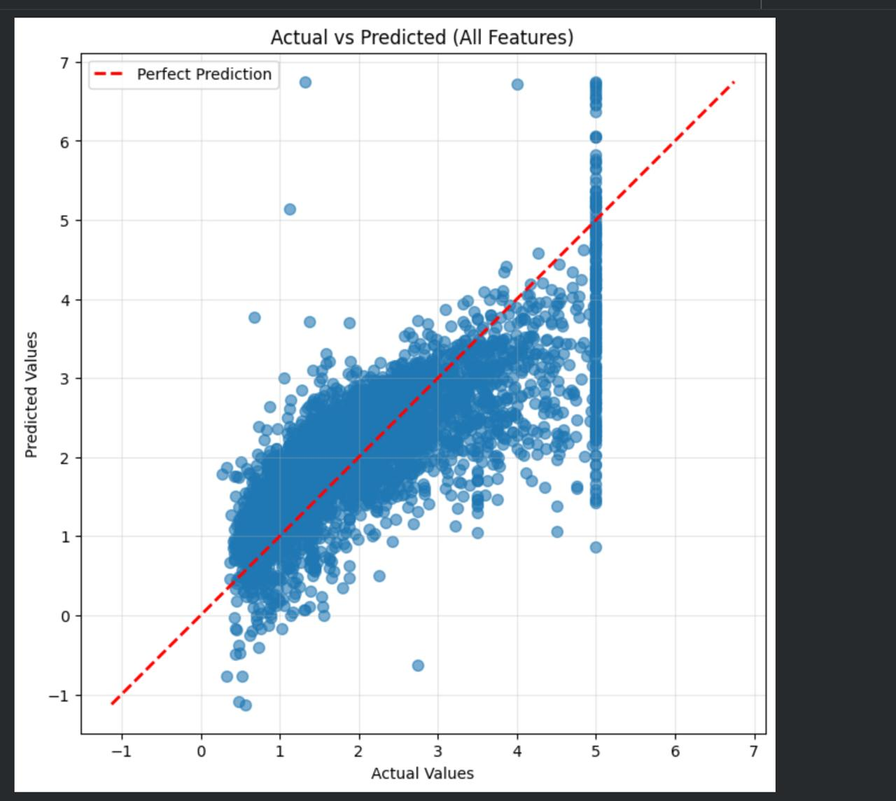 Actual vs Predicted (All Features)
Perfect Prediction
7
6
5
4
3
2
1
0
−1
Predicted Values
−1 0 1 2 3 4 5 6 7
Actual Values